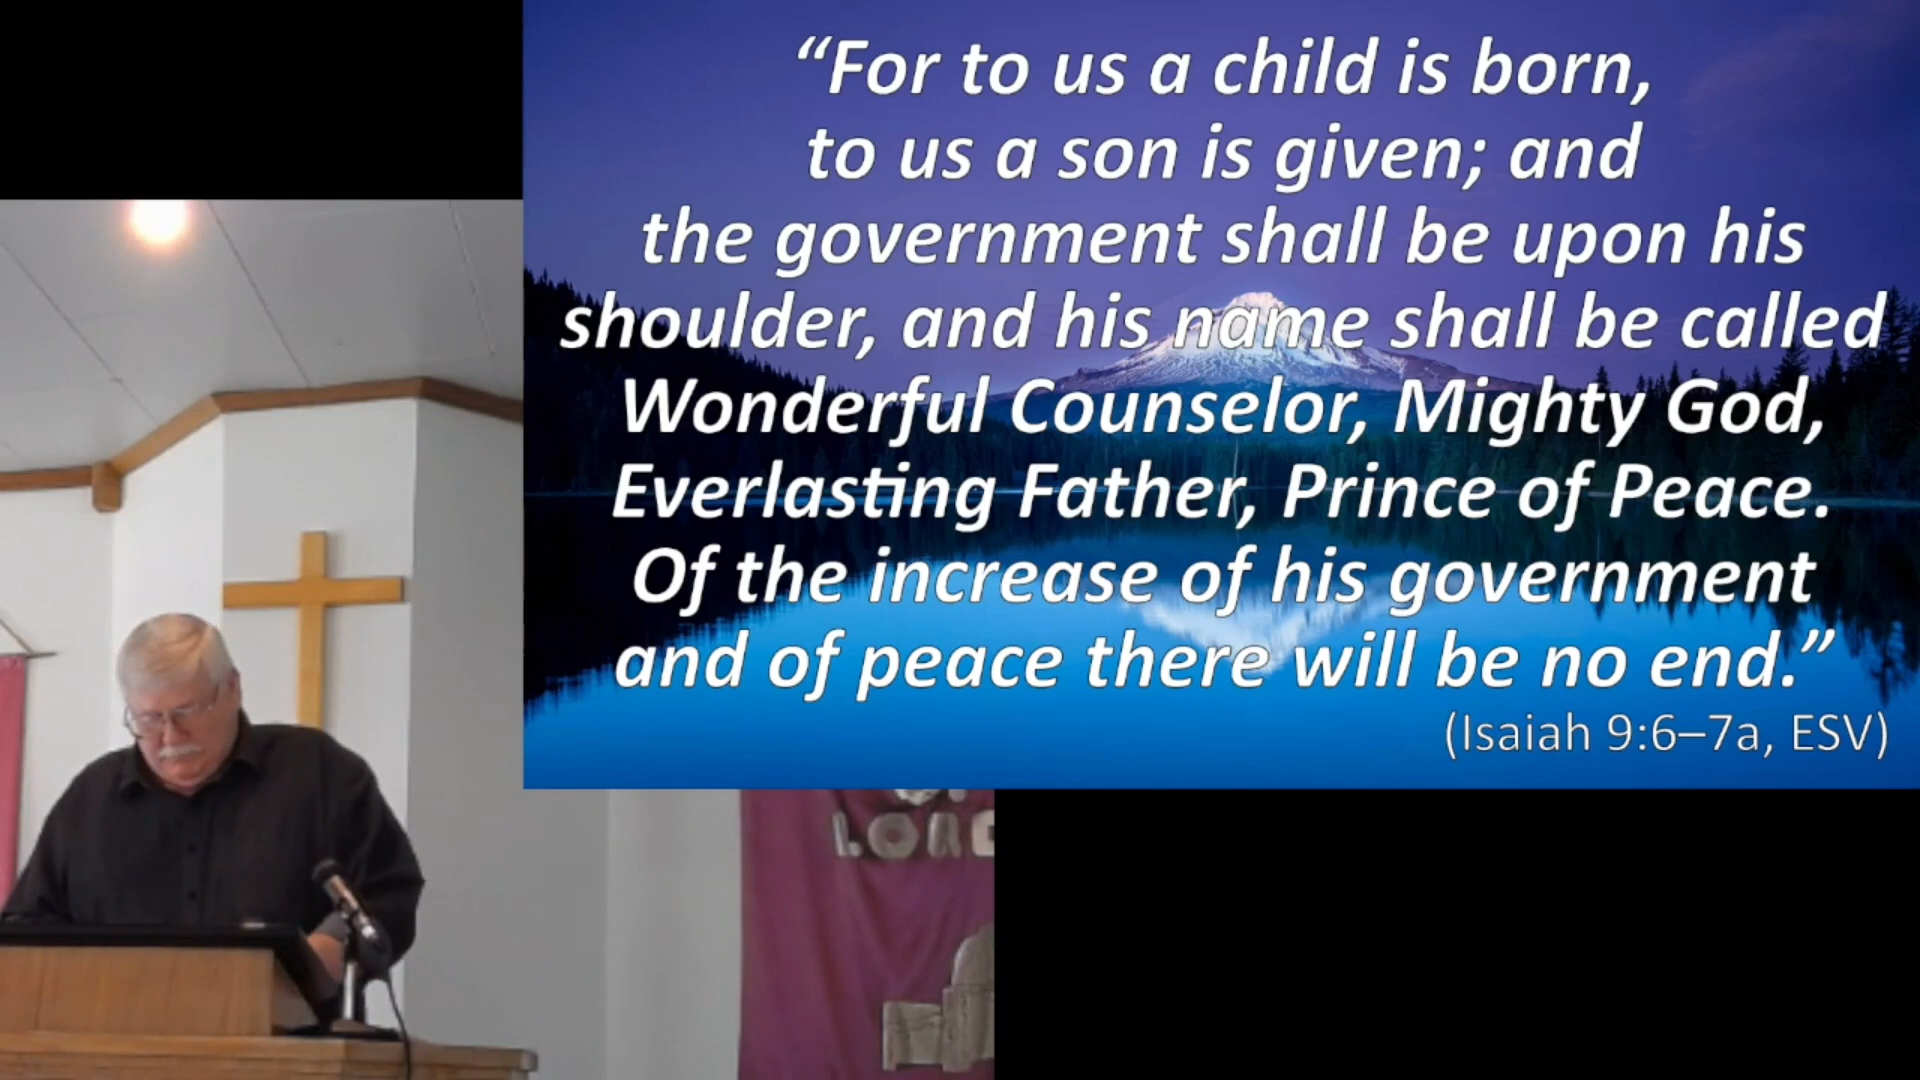 “For to us a child is born,
to us a son is given; and
the government shall be upon his
shoulder, and his name shall be called
Wonderful Counselor, Mighty God,
Everlasting Father, Prince of Peace.
Of the increase of his government
and of peace there will be no end.”
(Isaiah 9:6–7a, ESV)